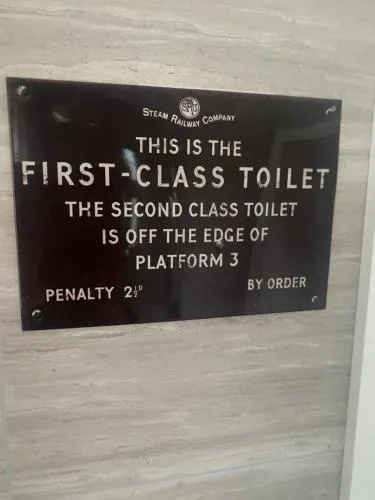 STEAM RAILWAY COMPANY
THIS IS THE
FIRST-CLASS TOILET
THE SECOND CLASS TOILET
IS OFF THE EDGE OF
PLATFORM 3
PENALTY 2½ᴰ
BY ORDER